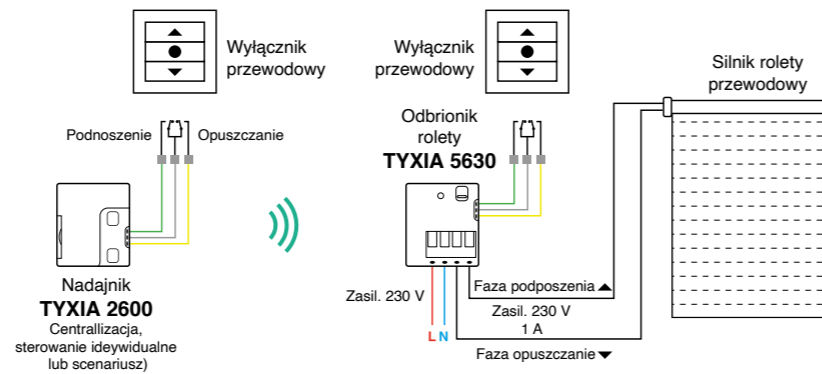 Wyłącznik
przewodowy
Podnoszenie
Opuszczanie
Nadajnik
TYXIA 2600
Centrallizacja,
sterowanie ideywidualne
lub scenariusz)
Wyłącznik
przewodowy
Odbrionik
rolety
TYXIA 5630
Zasil. 230 V
L N
Faza podposzenia
Zasil. 230 V
1 A
Faza opuszczanie
Silnik rolety
przewodowy